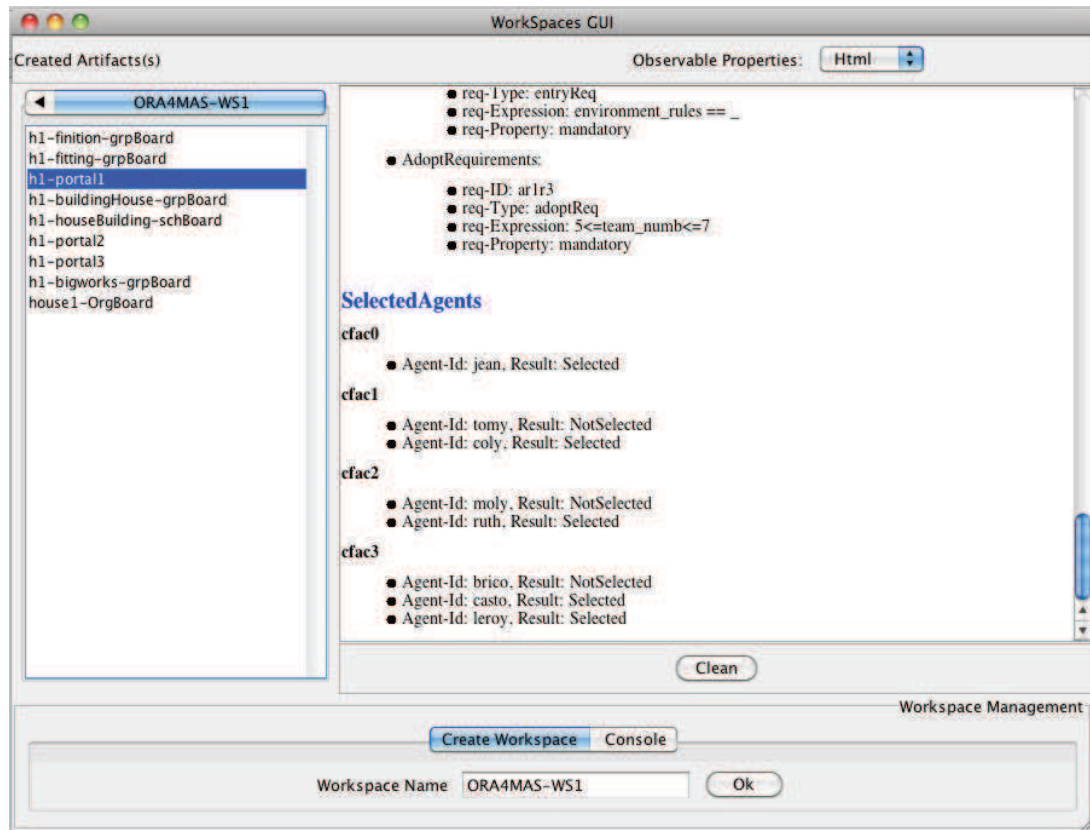 WorkSpaces GUI
Created Artifacts(s)
Observable Properties: Html
ORA4MAS-WS1
h1-finition-grpBoard
h1-fitting-grpBoard
h1-portal1
h1-buildingHouse-grpBoard
h1-houseBuilding-schBoard
h1-portal2
h1-portal3
h1-bigworks-grpBoard
house1-OrgBoard
req-Type: entryReq
req-Expression: environment_rules == _
req-Property: mandatory
AdoptRequirements:
req-ID: ar1r3
req-Type: adoptReq
req-Expression: 5<=team_numb<=7
req-Property: mandatory
SelectedAgents
cfac0
Agent-Id: jean, Result: Selected
cfac1
Agent-Id: tomy, Result: NotSelected
Agent-Id: coly, Result: Selected
cfac2
Agent-Id: moly, Result: NotSelected
Agent-Id: ruth, Result: Selected
cfac3
Agent-Id: brico, Result: NotSelected
Agent-Id: casto, Result: Selected
Agent-Id: leroy, Result: Selected
Clean
Workspace Management
Create Workspace Console
Workspace Name ORA4MAS-WS1 Ok